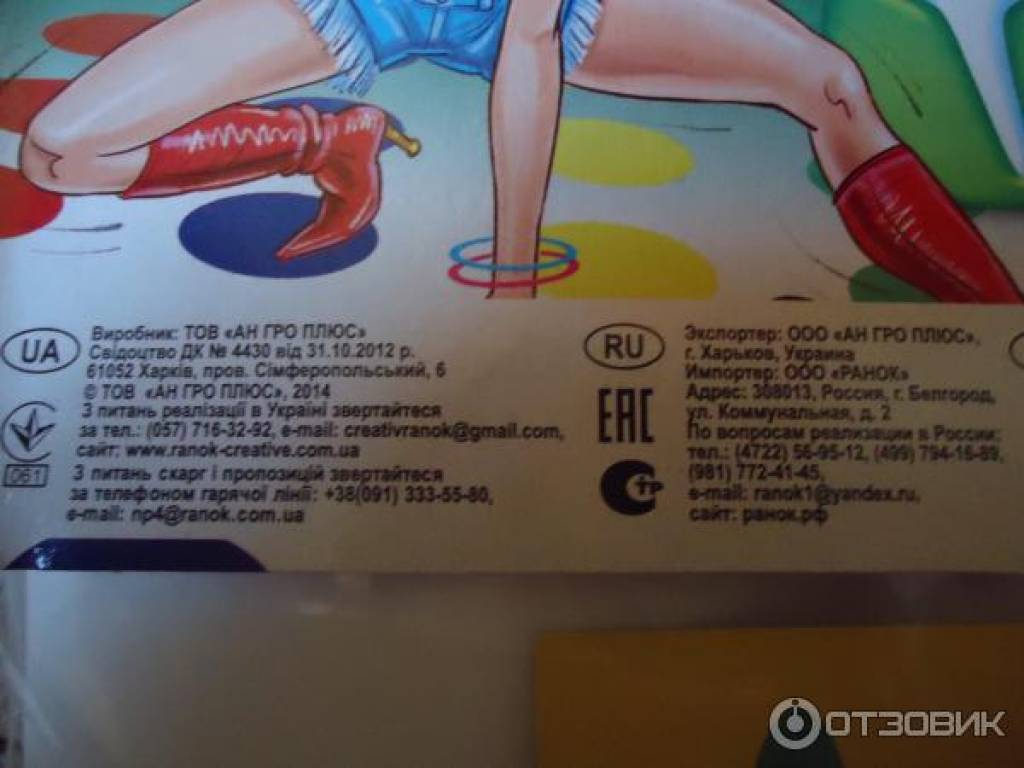 UA
Виробник: ТОВ «АН ГРО ПЛЮС»
Свідоцтво ДК № 4430 від 31.10.2012 р.
61052 Харків, пров. Сімферопольський, 6
© ТОВ «АН ГРО ПЛЮС», 2014
З питань реалізації в Україні звертайтеся
за тел.: (057) 716-32-92, e-mail: creativranok@gmail.com,
сайт: www.ranok-creative.com.ua
З питань скарг і пропозицій звертайтеся
за телефоном гарячої лінії: +38(091) 333-55-80,
e-mail: np4@ranok.com.ua
061
RU
Экспортер: ООО «АН ГРО ПЛЮС»,
г. Харьков, Украина
Импортер: ООО «РАНОК»
Адрес: 308013, Россия, г. Белгород,
ул. Коммунальная, д. 2
По вопросам реализации в России:
тел.: (4722) 56-95-12, (499) 794-16-89,
(981) 772-41-45,
e-mail: ranok1@yandex.ru,
сайт: ранок.рф
EAC
СТР
ОТЗОВИК